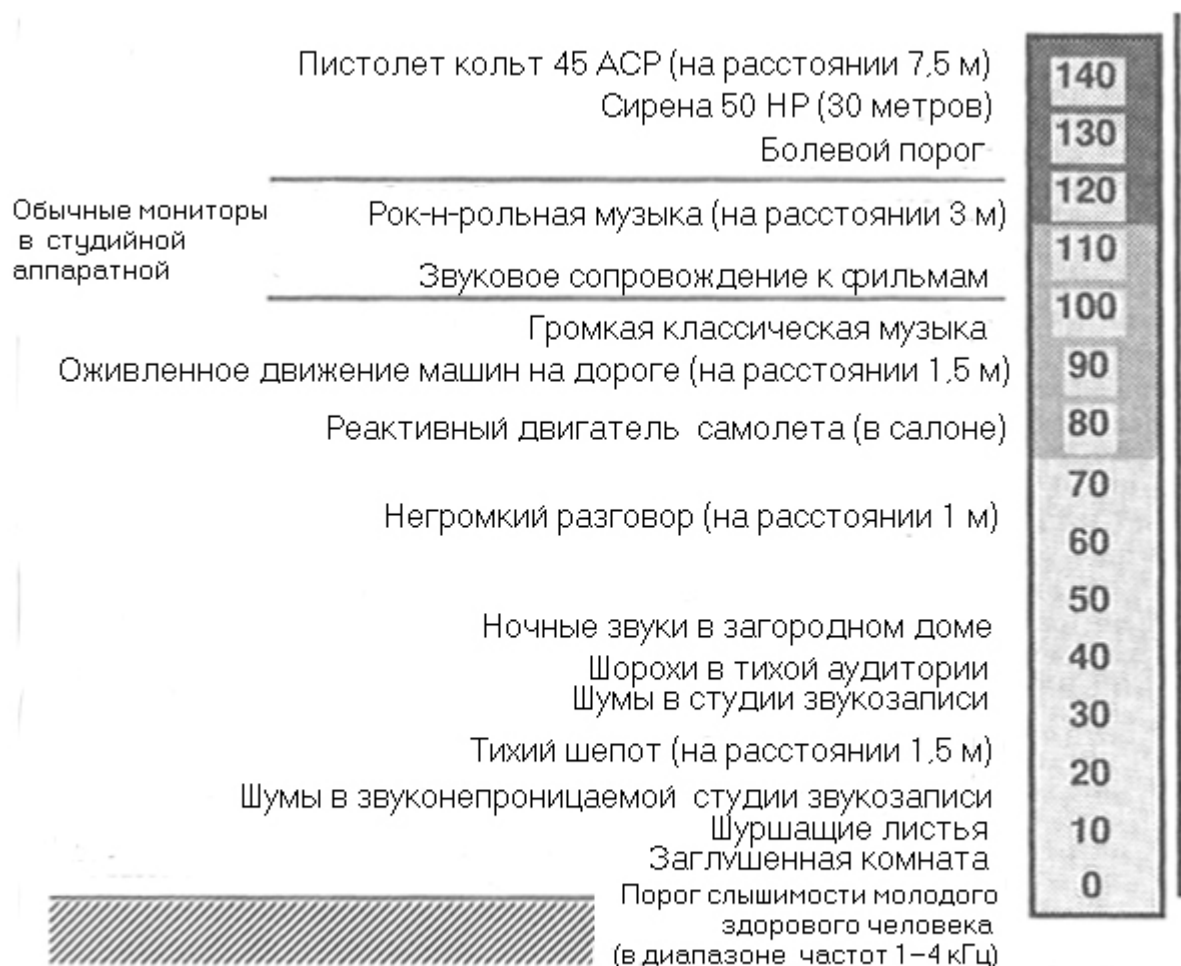 Пистолет кольт 45 АСР (на расстоянии 7,5 м)
140
Сирена 50 НР (30 метров)
130
Болевой порог
120
Обычные мониторы
в студийной
аппаратной
Рок-н-рольная музыка (на расстоянии 3 м)
110
Звуковое сопровождение к фильмам
100
Громкая классическая музыка
Оживленное движение машин на дороге (на расстоянии 1,5 м)
90
Реактивный двигатель самолета (в салоне)
80
70
Негромкий разговор (на расстоянии 1 м)
60
50
Ночные звуки в загородном доме
Шорохи в тихой аудитории
40
Шумы в студии звукозаписи
30
Тихий шепот (на расстоянии 1,5 м)
20
Шумы в звуконепроницаемой студии звукозаписи
Шуршащие листья
10
Заглушенная комната
0
Порог слышимости молодого
здорового человека
(в диапазоне частот 1–4 кГц)